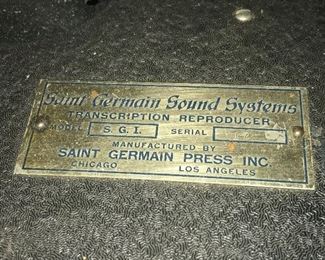 Saint Germain Sound Systems
TRANSCRIPTION REPRODUCER
MODEL S. G. I. SERIAL
MANUFACTURED BY
SAINT GERMAIN PRESS INC.
CHICAGO LOS ANGELES